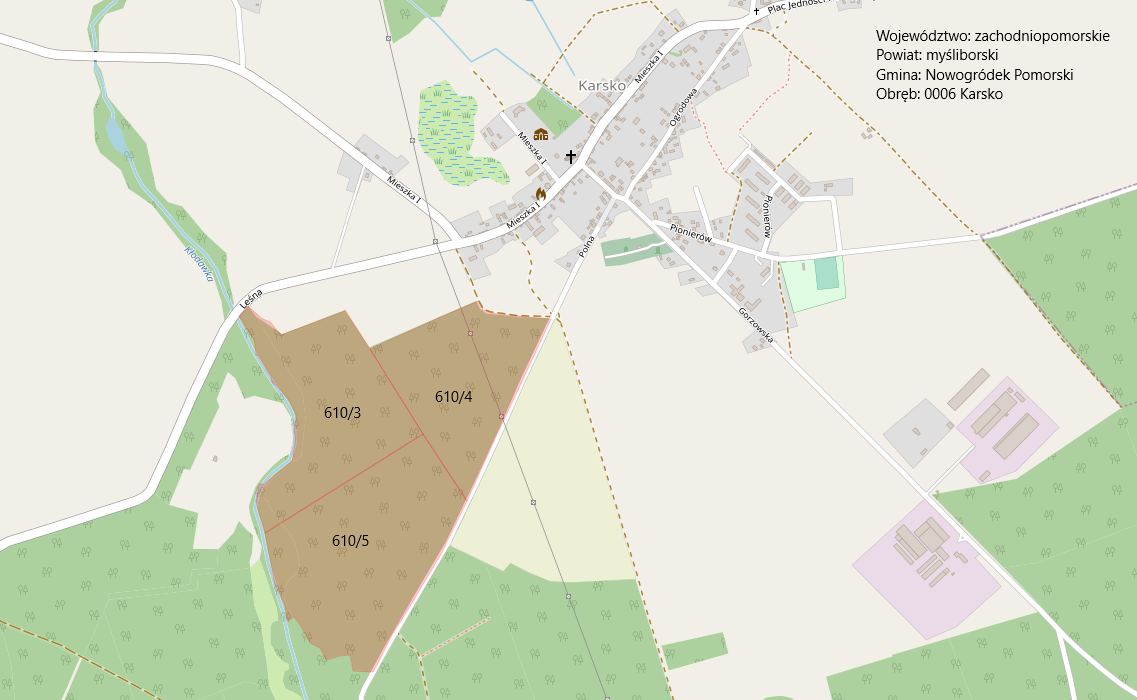 Plac Jedności
Województwo: zachodniopomorskie
Powiat: myśliborski
Gmina: Nowogródek Pomorski
Obręb: 0006 Karsko
Karsko
Mieszka I
Ogrodowa
Mieszka I
Mieszka I
Mieszka I
Pionierów
Pionierów
Polna
Kłodawka
Leśna
Gorzowska
610/4
610/3
610/5